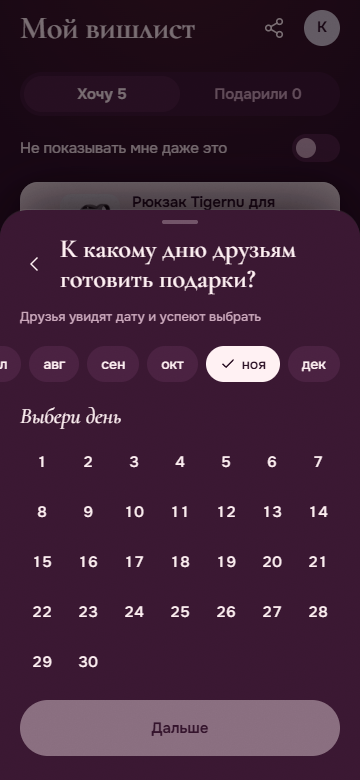 Мой вишлист
К
Хочу 5
Подарили 0
Не показывать мне даже это
Рюкзак Tigernu для
К какому дню друзьям
готовить подарки?
Друзья увидят дату и успеют выбрать
л авг сен окт ноя дек
Выбери день
1 2 3 4 5 6 7
8 9 10 11 12 13 14
15 16 17 18 19 20 21
22 23 24 25 26 27 28
29 30
Дальше